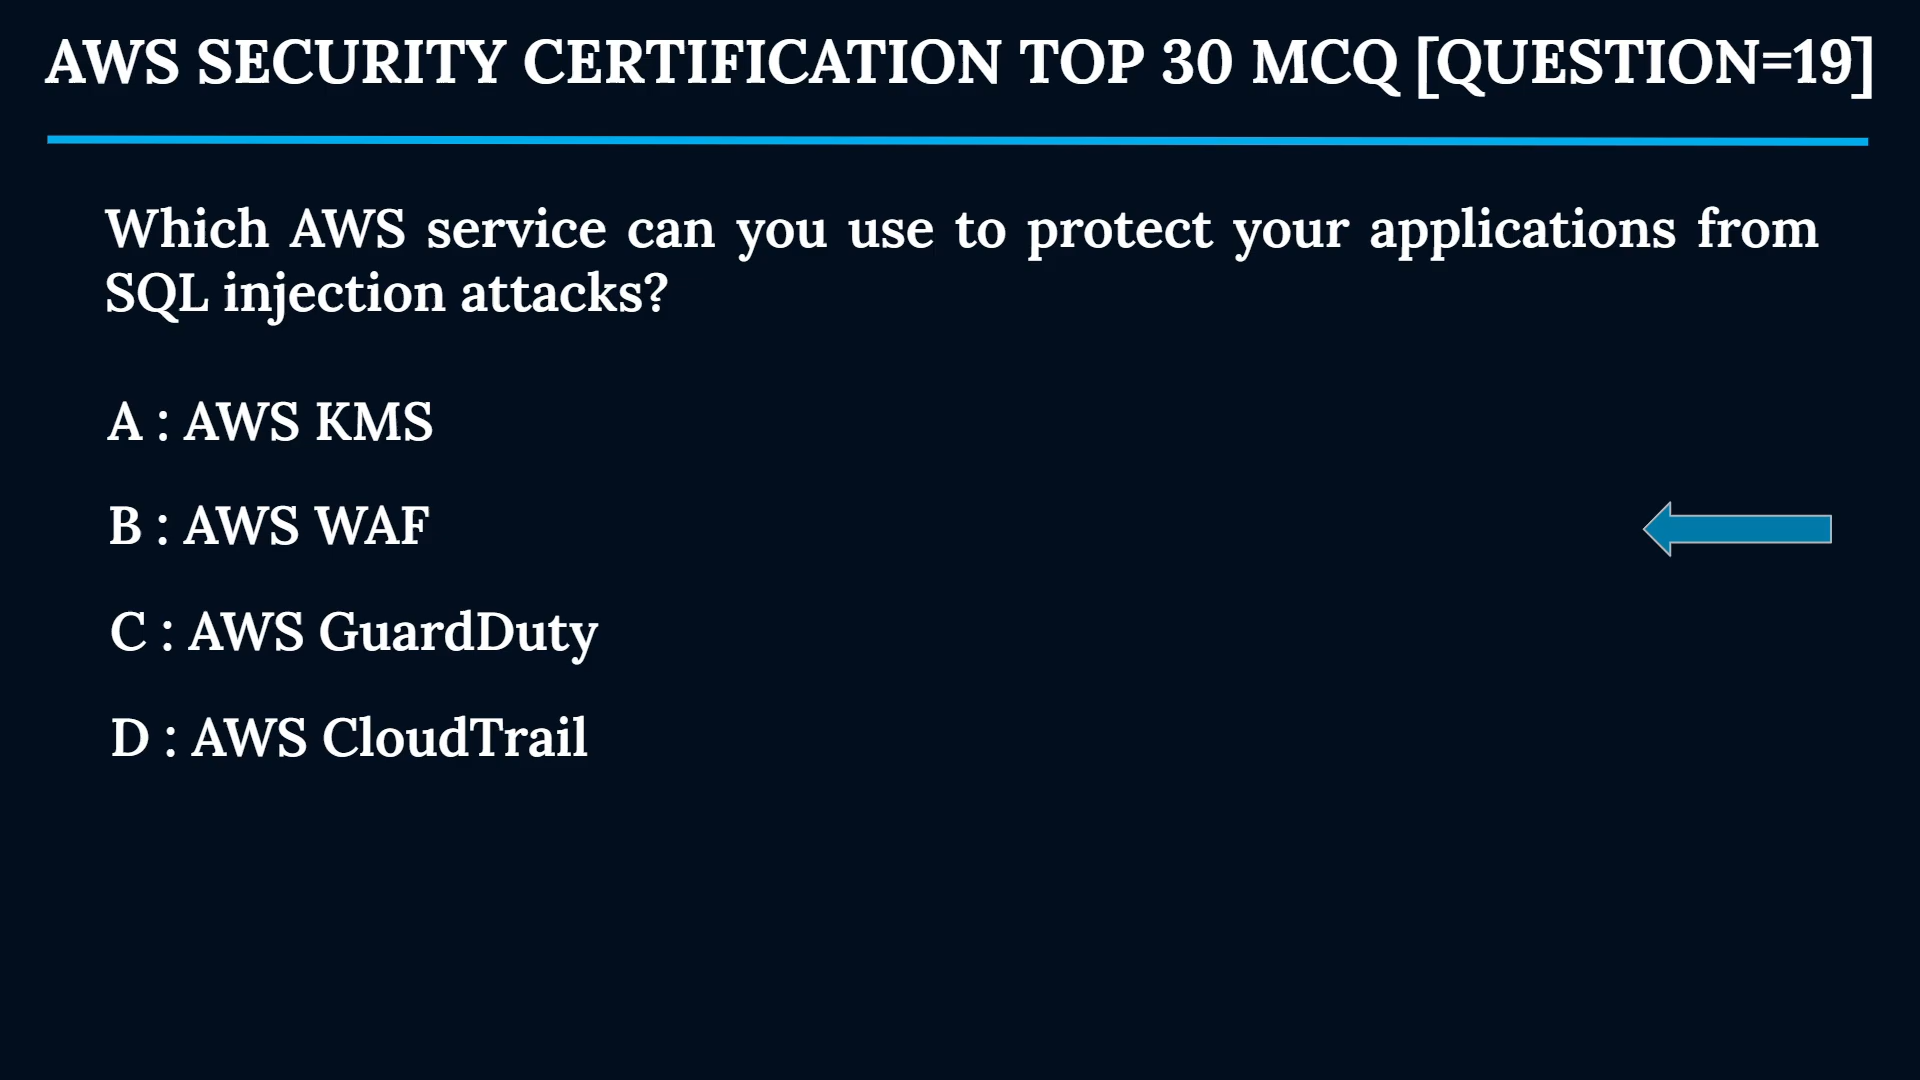 AWS SECURITY CERTIFICATION TOP 30 MCQ [QUESTION=19]
Which AWS service can you use to protect your applications from
SQL injection attacks?
A : AWS KMS
B : AWS WAF
C : AWS GuardDuty
D : AWS CloudTrail